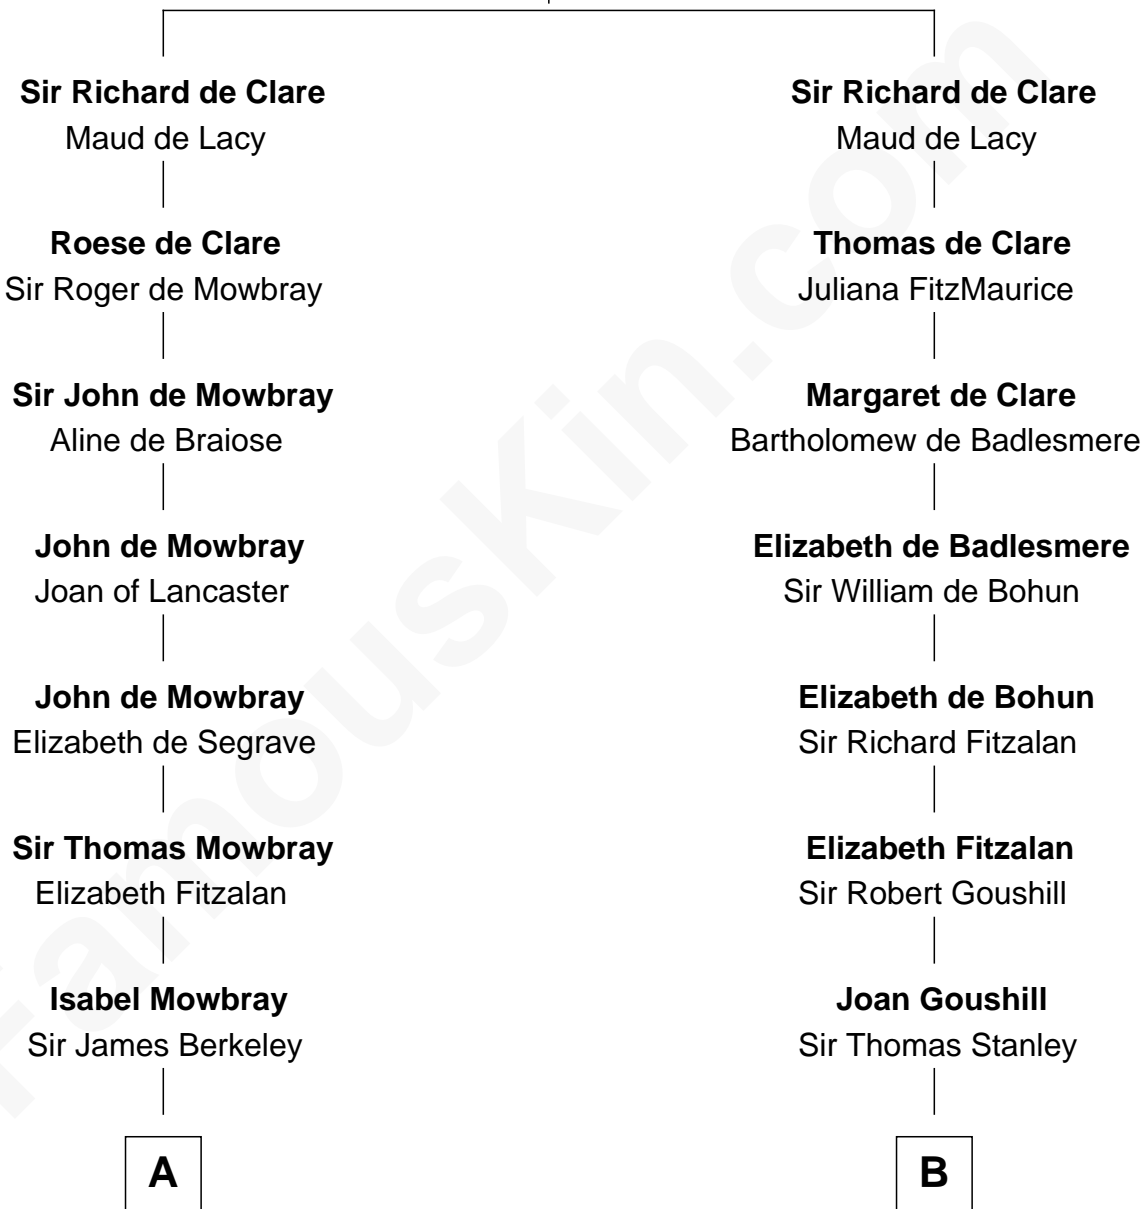 Sir Richard de Clare
Maud de Lacy
Roese de Clare
Sir Roger de Mowbray
Sir John de Mowbray
Aline de Braiose
John de Mowbray
Joan of Lancaster
John de Mowbray
Elizabeth de Segrave
Sir Thomas Mowbray
Elizabeth Fitzalan
Isabel Mowbray
Sir James Berkeley
A
Sir Richard de Clare
Maud de Lacy
Thomas de Clare
Juliana FitzMaurice
Margaret de Clare
Bartholomew de Badlesmere
Elizabeth de Badlesmere
Sir William de Bohun
Elizabeth de Bohun
Sir Richard Fitzalan
Elizabeth Fitzalan
Sir Robert Goushill
Joan Goushill
Sir Thomas Stanley
B
FamousKin.com